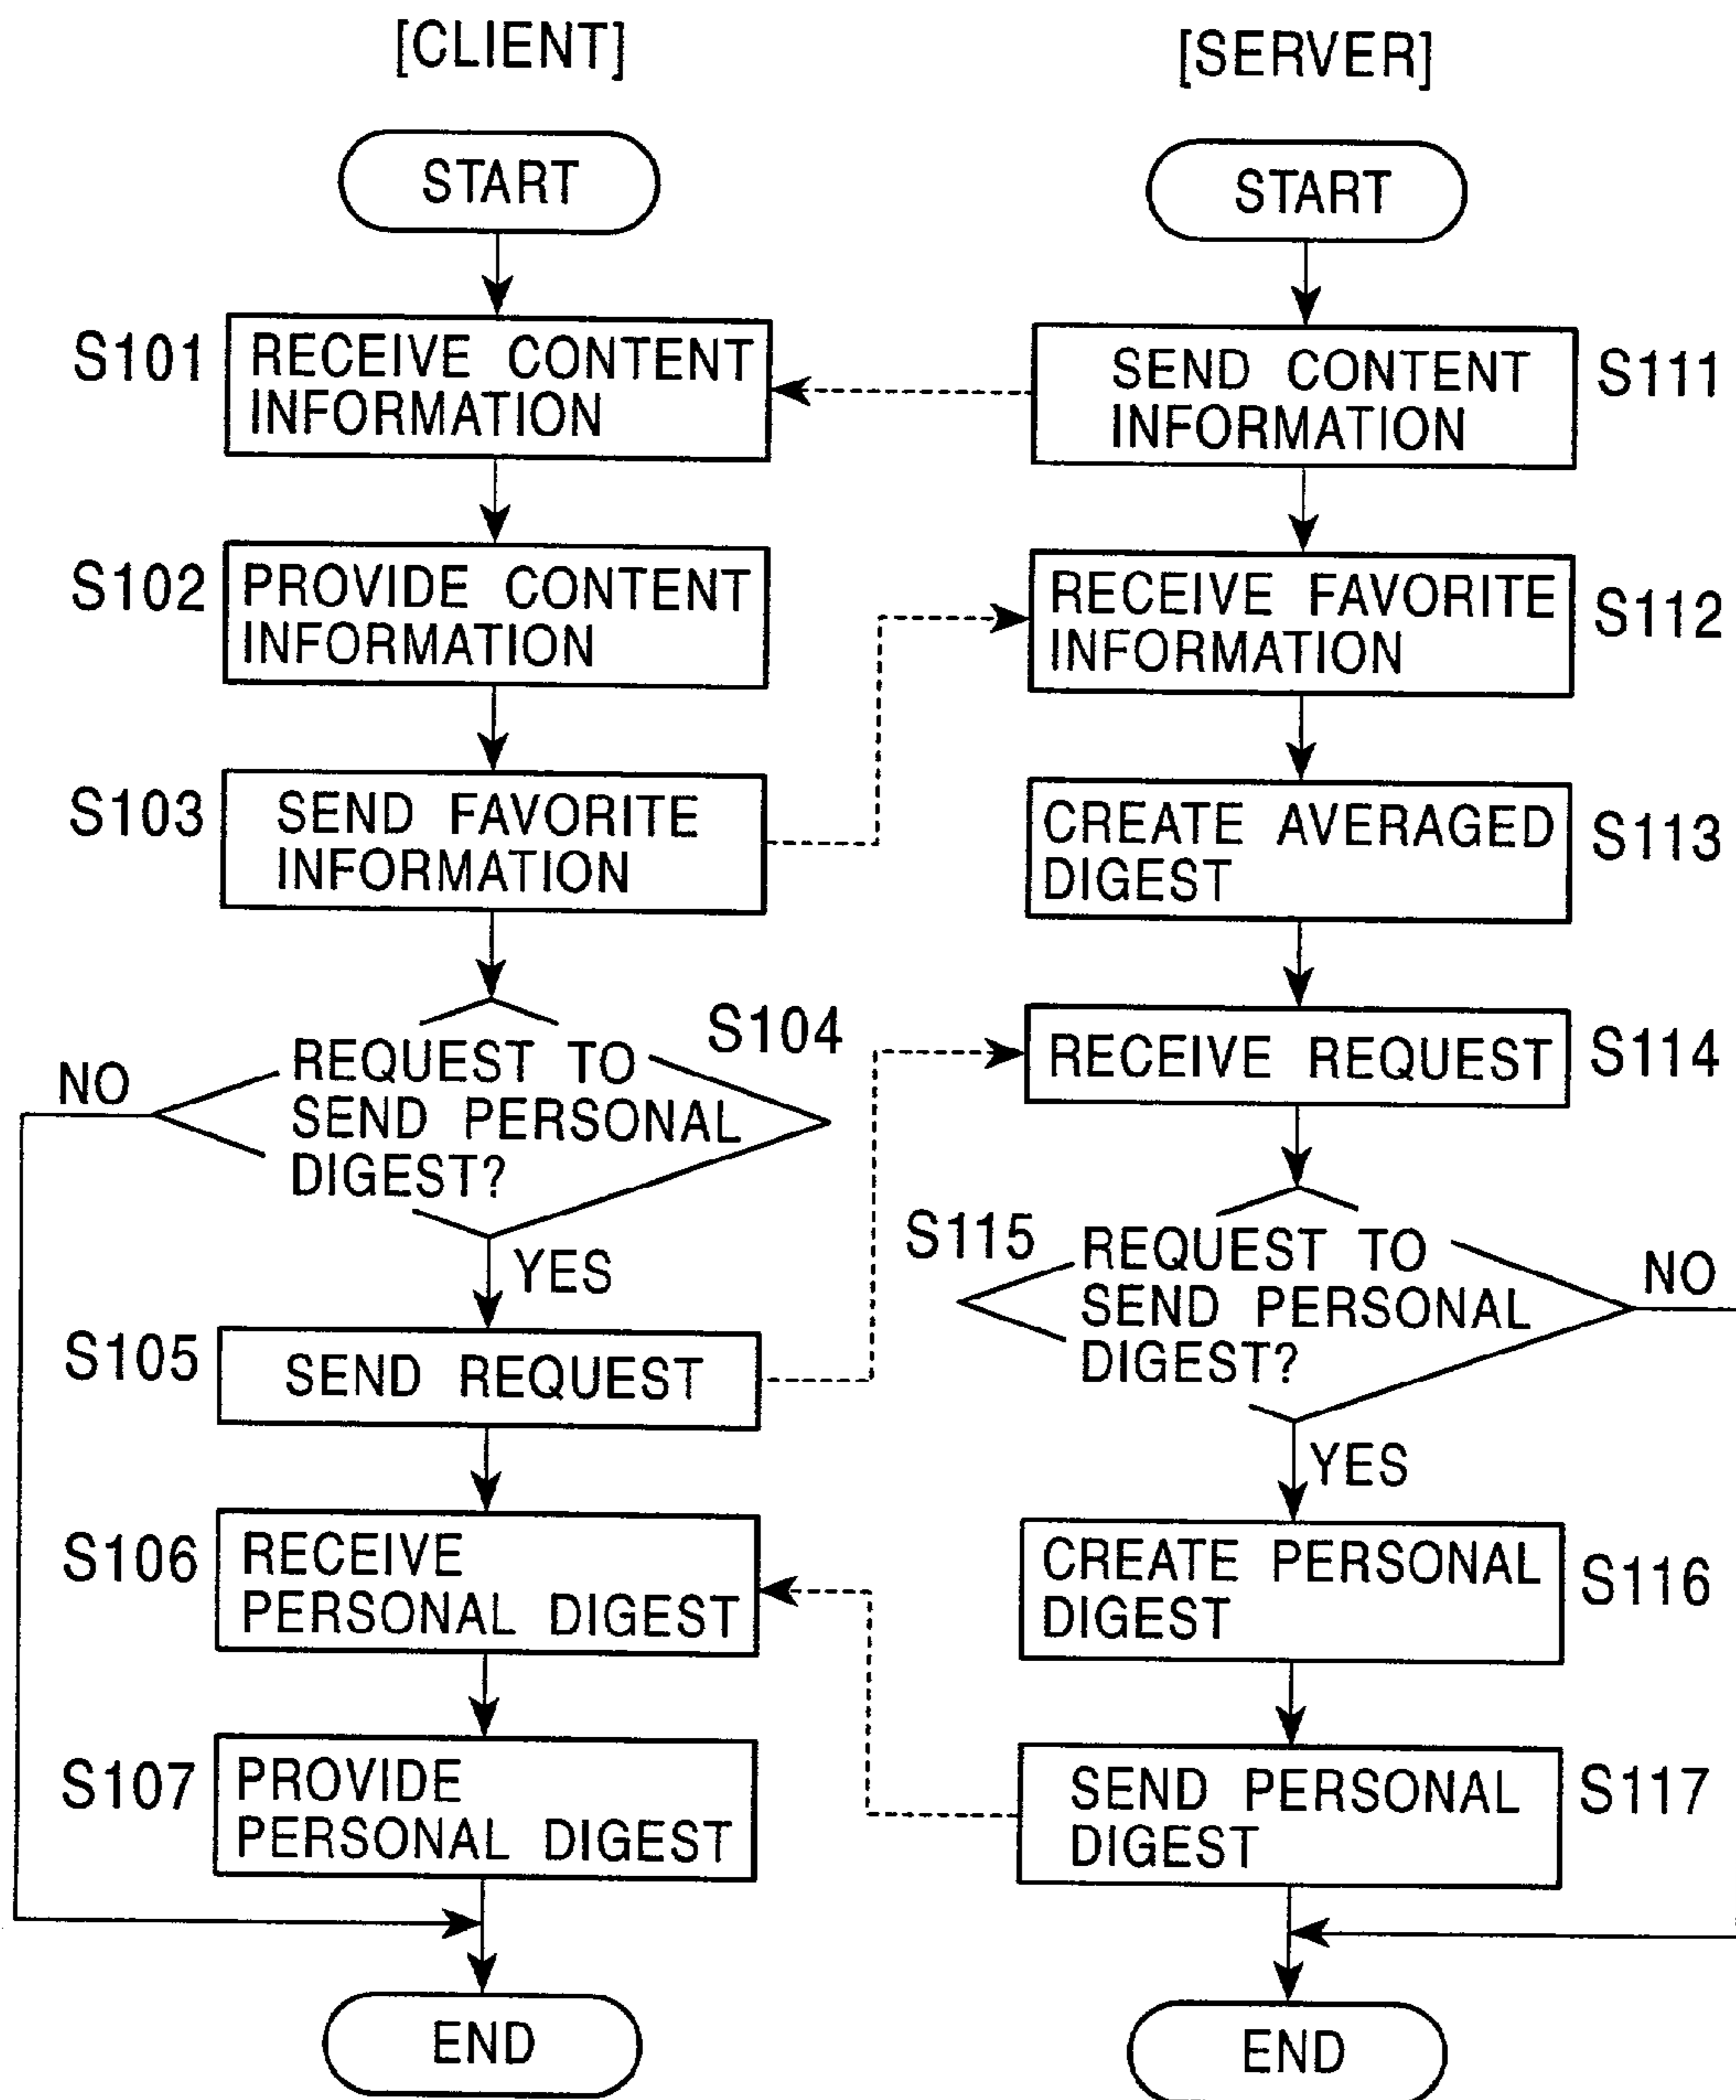 [CLIENT]
START
S101
RECEIVE CONTENT
INFORMATION
S102
PROVIDE CONTENT
INFORMATION
S103
SEND FAVORITE
INFORMATION
S104
REQUEST TO
SEND PERSONAL
DIGEST?
NO
YES
S105
SEND REQUEST
S106
RECEIVE
PERSONAL DIGEST
S107
PROVIDE
PERSONAL DIGEST
END
[SERVER]
START
SEND CONTENT
INFORMATION
S111
RECEIVE FAVORITE
INFORMATION
S112
CREATE AVERAGED
DIGEST
S113
RECEIVE REQUEST
S114
S115
REQUEST TO
SEND PERSONAL
DIGEST?
NO
YES
CREATE PERSONAL
DIGEST
S116
SEND PERSONAL
DIGEST
S117
END